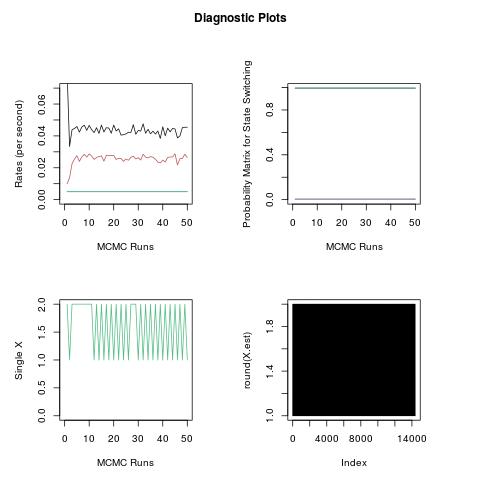 Diagnostic Plots
Rates (per second)
0.00 0.02 0.04 0.06
0 10 20 30 40 50
MCMC Runs
Probability Matrix for State Switching
0.0 0.4 0.8
0 10 20 30 40 50
MCMC Runs
Single X
0.0 0.5 1.0 1.5 2.0
0 10 20 30 40 50
MCMC Runs
round(X.est)
1.0 1.4 1.8
0 4000 8000 14000
Index